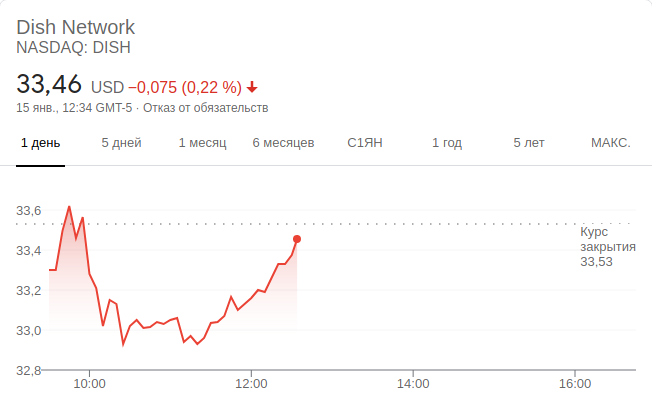 Dish Network
NASDAQ: DISH
33,46 USD −0,075 (0,22 %)
15 янв., 12:34 GMT-5 · Отказ от обязательств
1 день 5 дней 1 месяц 6 месяцев С1ЯН 1 год 5 лет МАКС.
33,6
Курс
закрытия
33,53
33,4
33,2
33,0
32,8
10:00 12:00 14:00 16:00